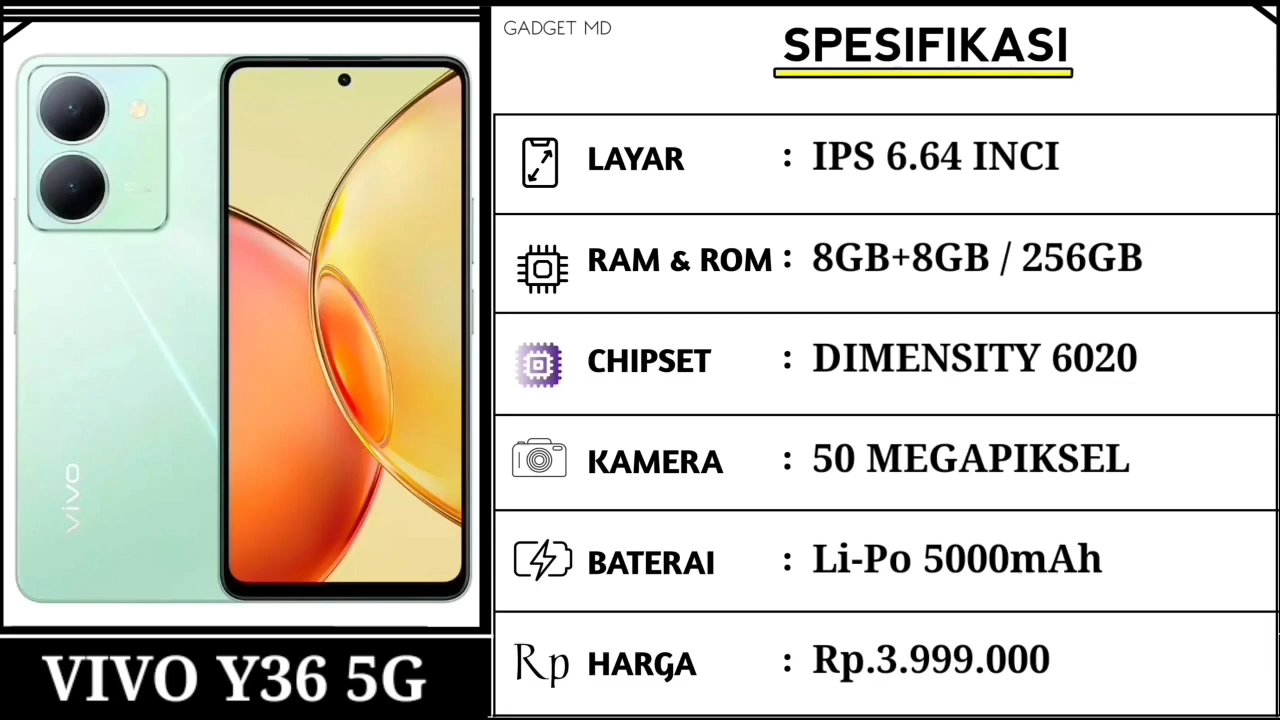 GADGET MD
SPESIFIKASI
LAYAR : IPS 6.64 INCI
RAM & ROM : 8GB+8GB / 256GB
CHIPSET : DIMENSITY 6020
KAMERA : 50 MEGAPIKSEL
BATERAI : Li-Po 5000mAh
Rp HARGA : Rp.3.999.000
vivo
VIVO Y36 5G